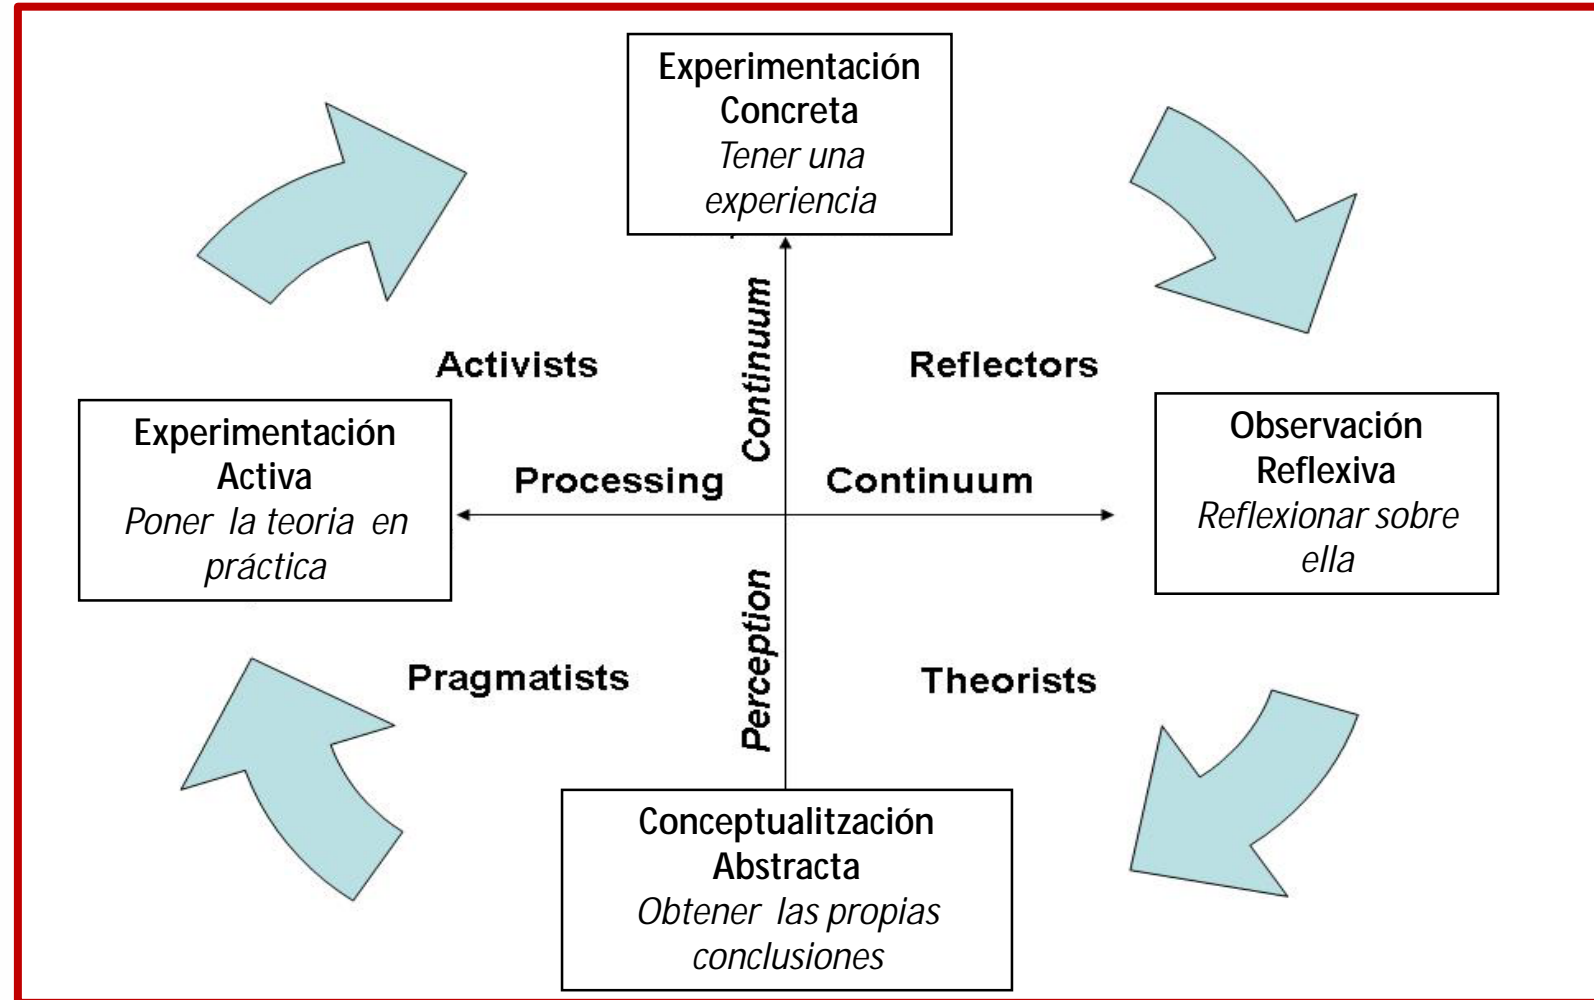 Experimentación
Concreta
Tener una
experiencia
Continuum
Activists
Reflectors
Experimentación
Activa
Poner la teoria en
práctica
Processing
Continuum
Observación
Reflexiva
Reflexionar sobre
ella
Perception
Pragmatists
Theorists
Conceptualitzación
Abstracta
Obtener las propias
conclusiones